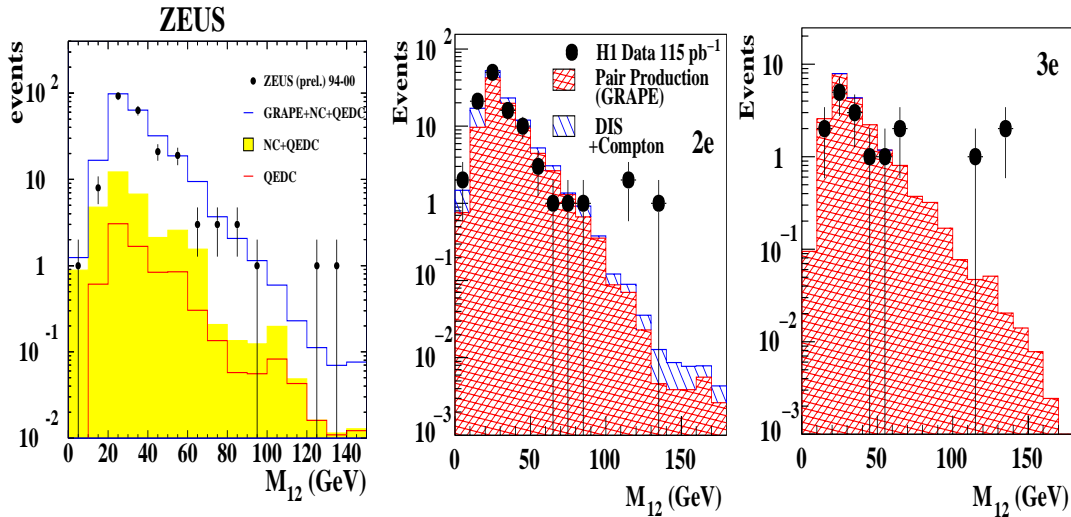 ZEUS
events
10^2
10
1
10^-1
10^-2
0 20 40 60 80 100 120 140
M_12 (GeV)
ZEUS (prel.) 94-00
GRAPE+NC+QEDC
NC+QEDC
QEDC
Events
10^2
10
1
10^-1
10^-2
10^-3
0 50 100 150
M_12 (GeV)
H1 Data 115 pb^-1
Pair Production
(GRAPE)
DIS
+Compton
2e
Events
10
1
10^-1
10^-2
10^-3
0 50 100 150
M_12 (GeV)
3e